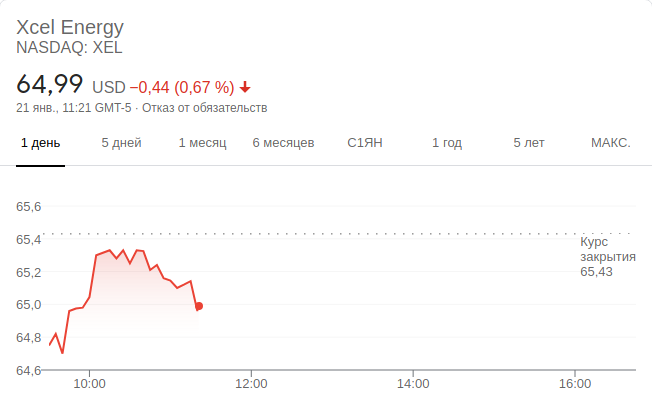 Xcel Energy
NASDAQ: XEL
64,99 USD −0,44 (0,67 %)
21 янв., 11:21 GMT-5 · Отказ от обязательств
1 день 5 дней 1 месяц 6 месяцев С1ЯН 1 год 5 лет МАКС.
65,6
65,4
Курс
закрытия
65,43
65,2
65,0
64,8
64,6
10:00 12:00 14:00 16:00